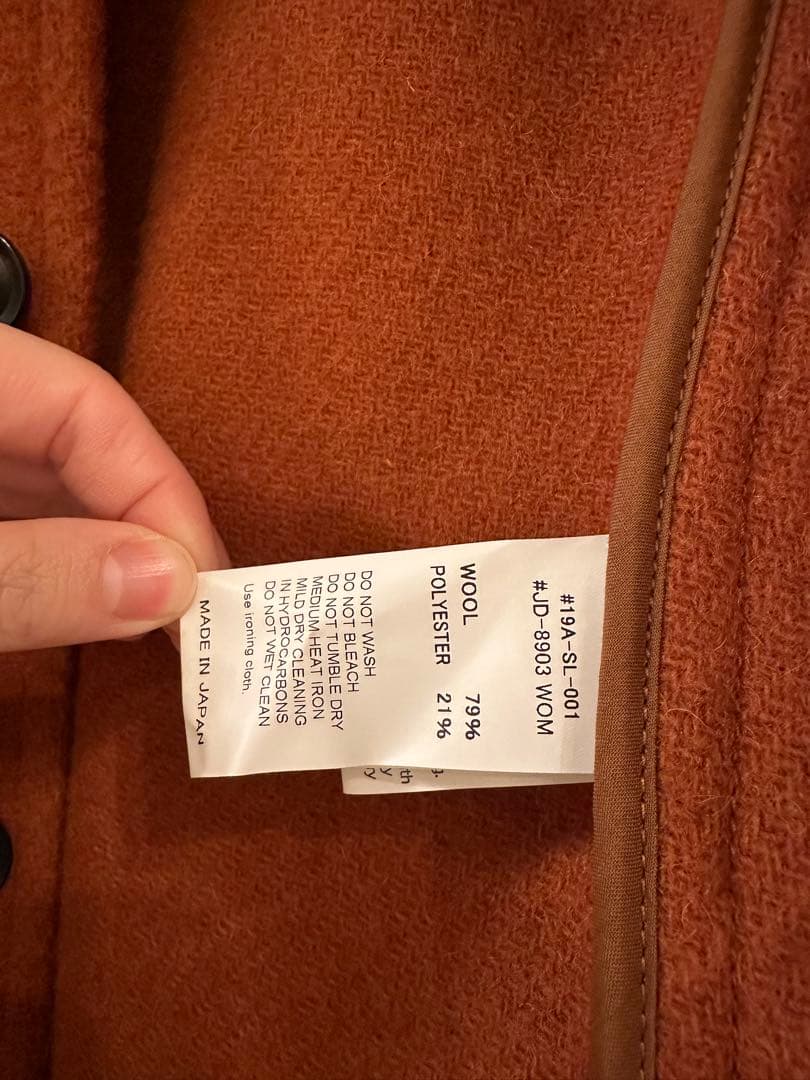 #19A-SL-001
#JD-8903 WOM
WOOL 79%
POLYESTER 21%
DO NOT WASH
DO NOT BLEACH
DO NOT TUMBLE DRY
MEDIUM HEAT IRON
MILD DRY CLEANING
IN HYDROCARBONS
DO NOT WET CLEAN
Use ironing cloth.
MADE IN JAPAN